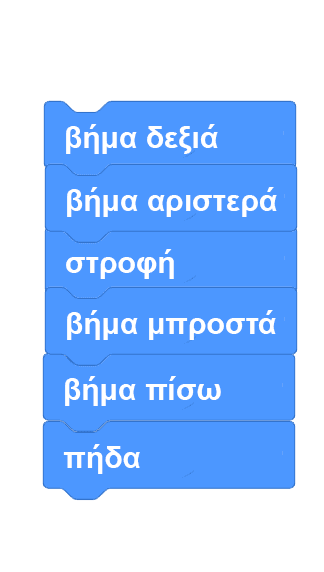 βήμα δεξιά
βήμα αριστερά
στροφή
βήμα μπροστά
βήμα πίσω
πήδα